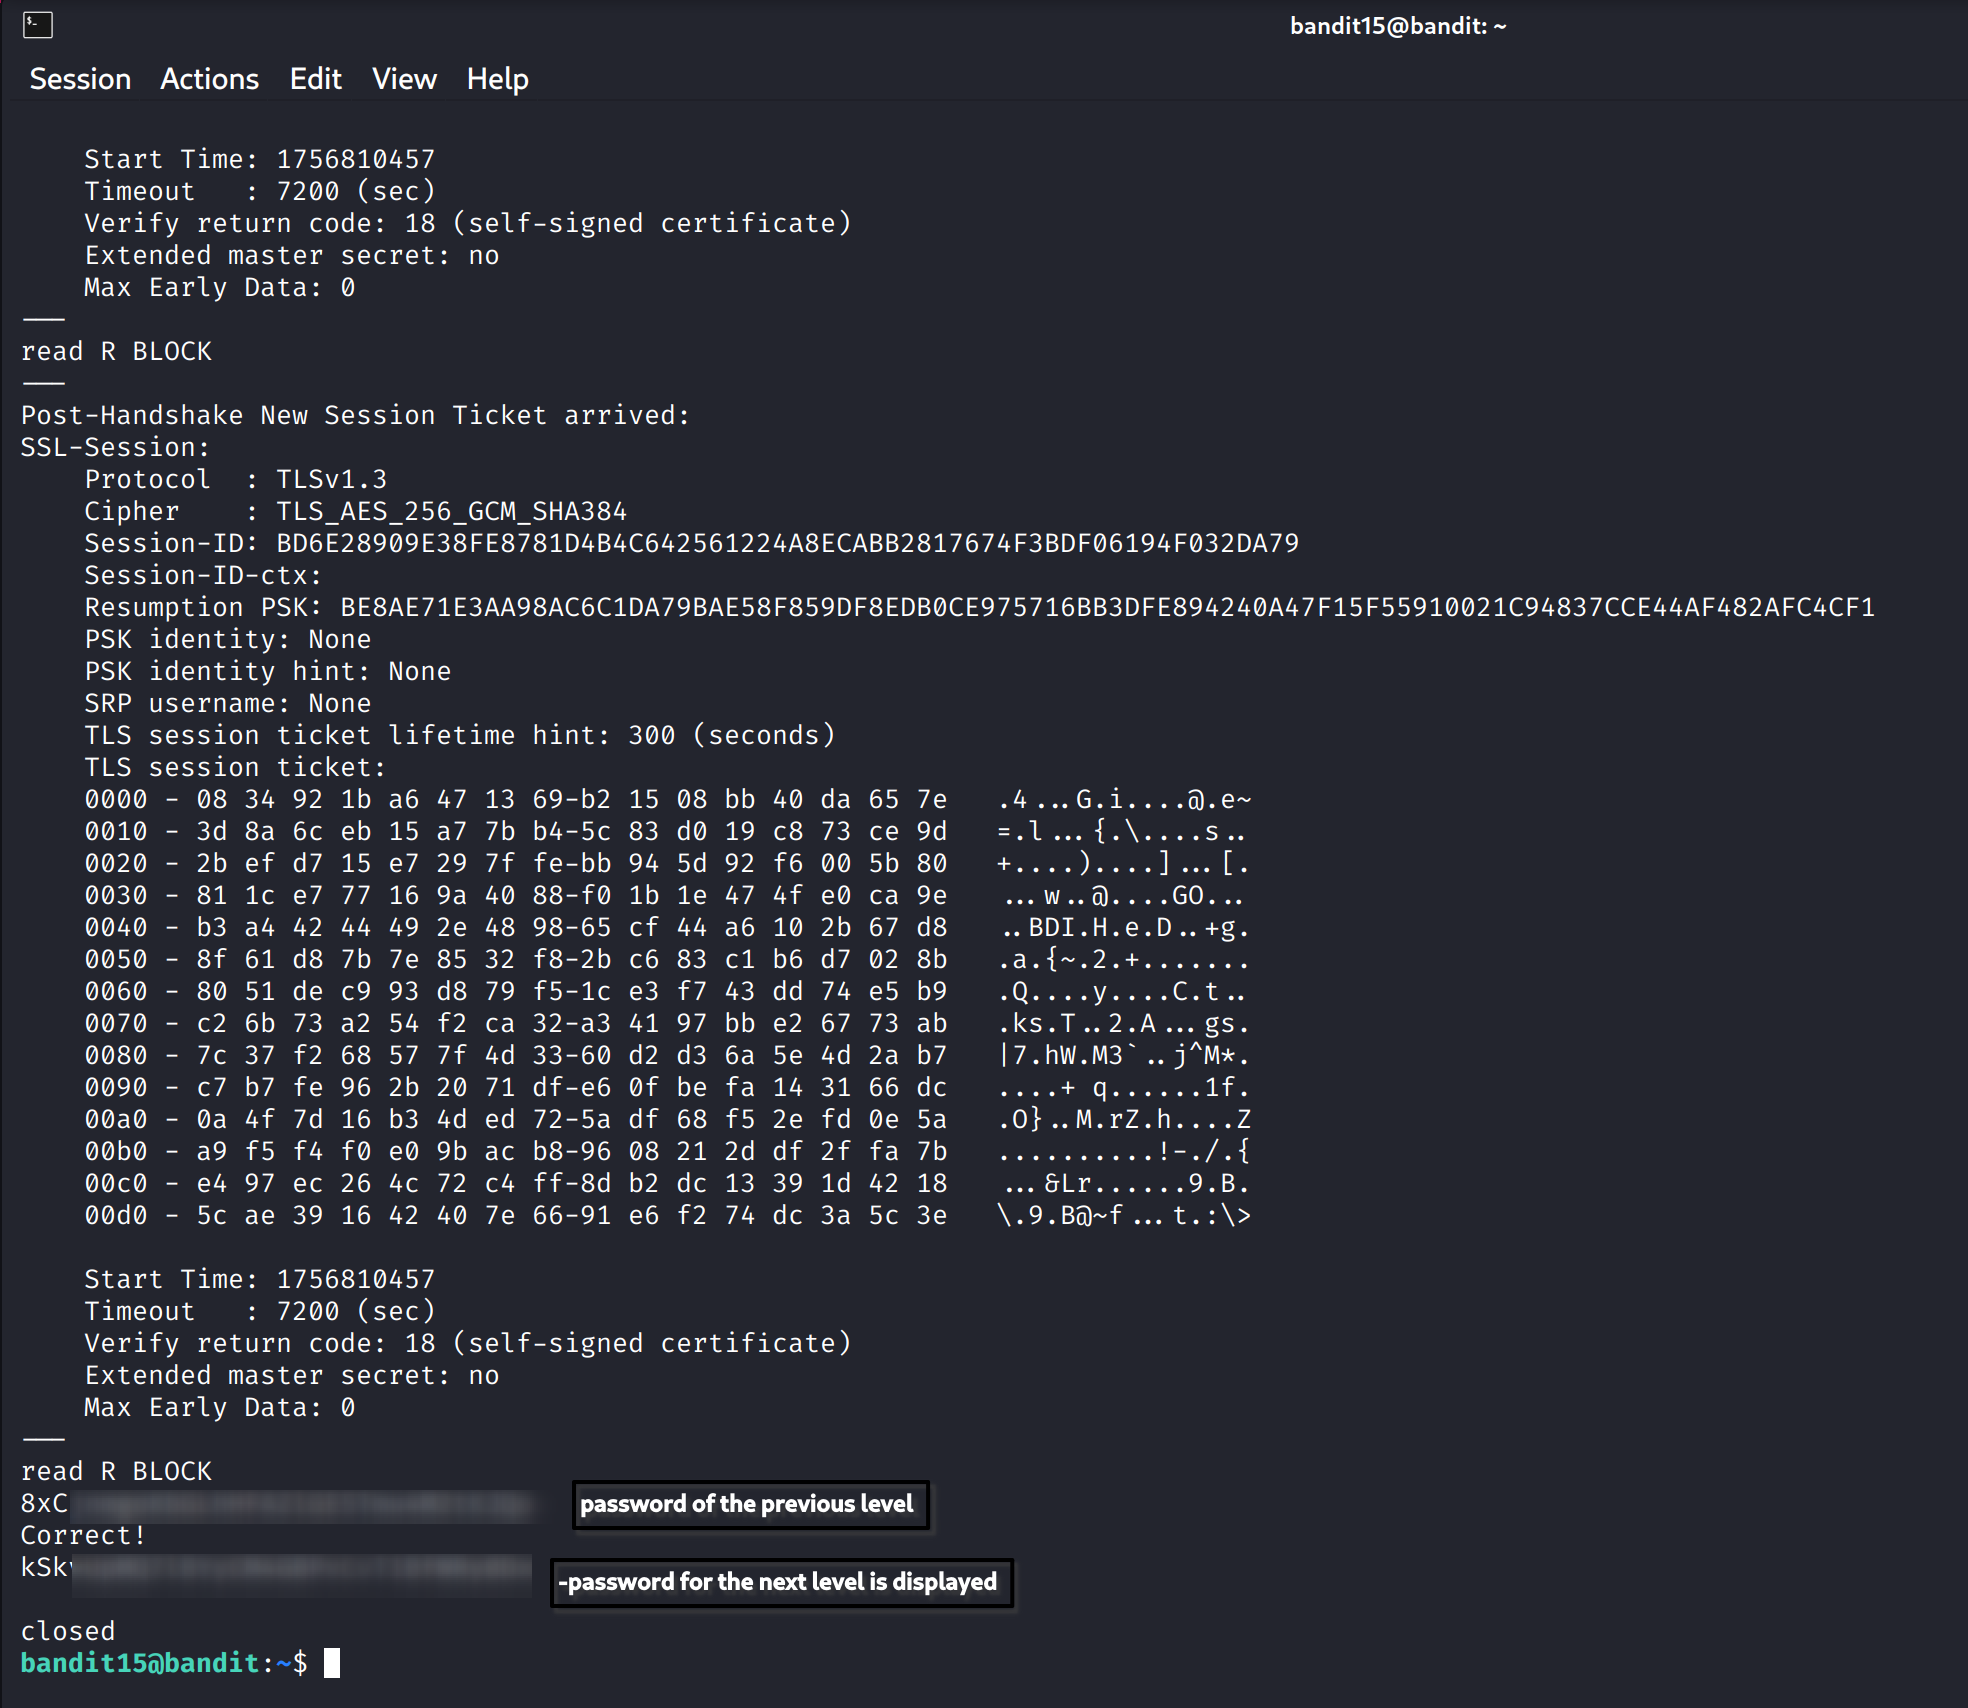 bandit15@bandit: ~
Session Actions Edit View Help
Start Time: 1756810457
Timeout   : 7200 (sec)
Verify return code: 18 (self-signed certificate)
Extended master secret: no
Max Early Data: 0
---
read R BLOCK
---
Post-Handshake New Session Ticket arrived:
SSL-Session:
Protocol  : TLSv1.3
Cipher    : TLS_AES_256_GCM_SHA384
Session-ID: BD6E28909E38FE8781D4B4C642561224A8ECABB2817674F3BDF06194F032DA79
Session-ID-ctx:
Resumption PSK: BE8AE71E3AA98AC6C1DA79BAE58F859DF8EDB0CE975716BB3DFE894240A47F15F55910021C94837CCE44AF482AFC4CF1
PSK identity: None
PSK identity hint: None
SRP username: None
TLS session ticket lifetime hint: 300 (seconds)
TLS session ticket:
0000 - 08 34 92 1b a6 47 13 69-b2 15 08 bb 40 da 65 7e   .4...G.i....@.e~
0010 - 3d 8a 6c eb 15 a7 7b b4-5c 83 d0 19 c8 73 ce 9d   =.l...{.\....s..
0020 - 2b ef d7 15 e7 29 7f fe-bb 94 5d 92 f6 00 5b 80   +....)....]...[.
0030 - 81 1c e7 77 16 9a 40 88-f0 1b 1e 47 4f e0 ca 9e   ...w..@....GO...
0040 - b3 a4 42 44 49 2e 48 98-65 cf 44 a6 10 2b 67 d8   ..BDI.H.e.D..+g.
0050 - 8f 61 d8 7b 7e 85 32 f8-2b c6 83 c1 b6 d7 02 8b   .a.{~.2.+.......
0060 - 80 51 de c9 93 d8 79 f5-1c e3 f7 43 dd 74 e5 b9   .Q....y....C.t..
0070 - c2 6b 73 a2 54 f2 ca 32-a3 41 97 bb e2 67 73 ab   .ks.T..2.A...gs.
0080 - 7c 37 f2 68 57 7f 4d 33-60 d2 d3 6a 5e 4d 2a b7   |7.hW.M3`..j^M*.
0090 - c7 b7 fe 96 2b 20 71 df-e6 0f be fa 14 31 66 dc   ....+ q......1f.
00a0 - 0a 4f 7d 16 b3 4d ed 72-5a df 68 f5 2e fd 0e 5a   .O}..M.rZ.h....Z
00b0 - a9 f5 f4 f0 e0 9b ac b8-96 08 21 2d df 2f fa 7b   ..........!-./.{
00c0 - e4 97 ec 26 4c 72 c4 ff-8d b2 dc 13 39 1d 42 18   ...&Lr......9.B.
00d0 - 5c ae 39 16 42 40 7e 66-91 e6 f2 74 dc 3a 5c 3e   \.9.B@~f...t.:\>
Start Time: 1756810457
Timeout   : 7200 (sec)
Verify return code: 18 (self-signed certificate)
Extended master secret: no
Max Early Data: 0
---
read R BLOCK
8xC password of the previous level
Correct!
kSk -password for the next level is displayed
closed
bandit15@bandit:~$